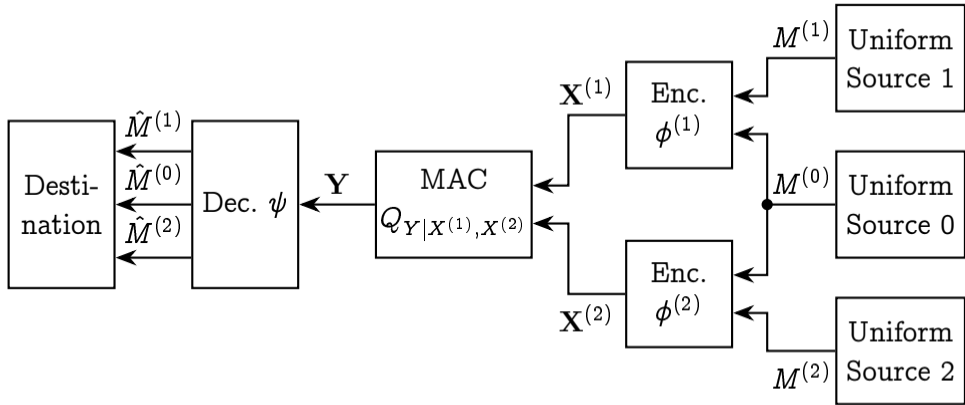 M^{(1)}
Uniform
Source 1
X^{(1)}
Enc.
ϕ^{(1)}
M̂^{(1)}
Desti-
nation
M̂^{(0)}
M̂^{(2)}
Dec. ψ
Y
MAC
Q_{Y|X^{(1)},X^{(2)}}
M^{(0)}
Uniform
Source 0
Enc.
ϕ^{(2)}
X^{(2)}
M^{(2)}
Uniform
Source 2